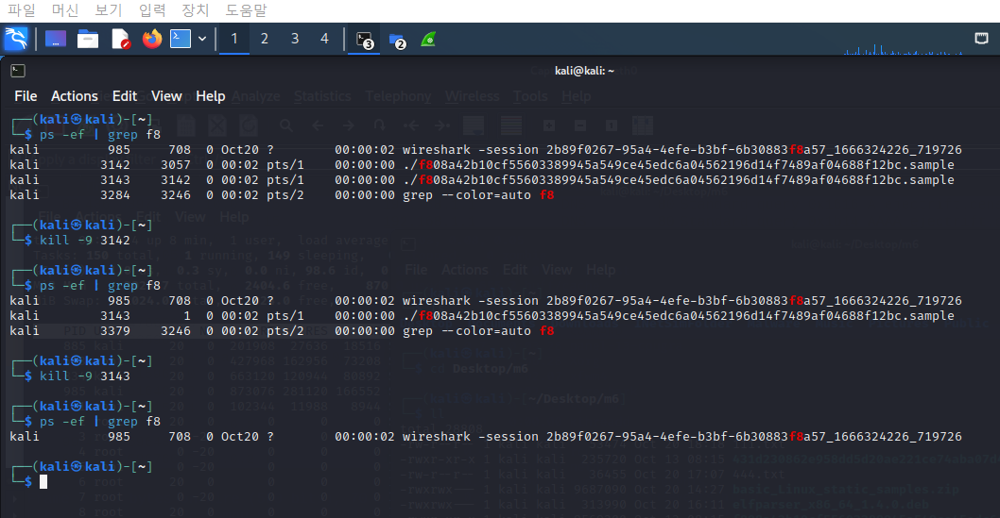 파일 머신 보기 입력 장치 도움말
1 2 3 4 3 2
kali@kali: ~
File Actions Edit View Help
Analyze Statistics Telephony Wireless Tools Help
┌──(kali㉿kali)-[~]
└─$ ps -ef | grep f8
kali 985 708 0 Oct20 ? 00:00:02 wireshark -session 2b89f0267-95a4-4efe-b3bf-6b30883f8a57_1666324226_719726
kali 3142 3057 0 00:02 pts/1 00:00:00 ./f808a42b10cf55603389945a549ce45edc6a04562196d14f7489af04688f12bc.sample
kali 3143 3142 0 00:02 pts/1 00:00:00 ./f808a42b10cf55603389945a549ce45edc6a04562196d14f7489af04688f12bc.sample
kali 3284 3246 0 00:02 pts/2 00:00:00 grep --color=auto f8
┌──(kali㉿kali)-[~]
└─$ kill -9 3142
┌──(kali㉿kali)-[~]
└─$ ps -ef | grep f8
kali 985 708 0 Oct20 ? 00:00:02 wireshark -session 2b89f0267-95a4-4efe-b3bf-6b30883f8a57_1666324226_719726
kali 3143 1 0 00:02 pts/1 00:00:00 ./f808a42b10cf55603389945a549ce45edc6a04562196d14f7489af04688f12bc.sample
kali 3379 3246 0 00:02 pts/2 00:00:00 grep --color=auto f8
┌──(kali㉿kali)-[~]
└─$ kill -9 3143
┌──(kali㉿kali)-[~]
└─$ ps -ef | grep f8
kali 985 708 0 Oct20 ? 00:00:02 wireshark -session 2b89f0267-95a4-4efe-b3bf-6b30883f8a57_1666324226_719726
┌──(kali㉿kali)-[~]
└─$